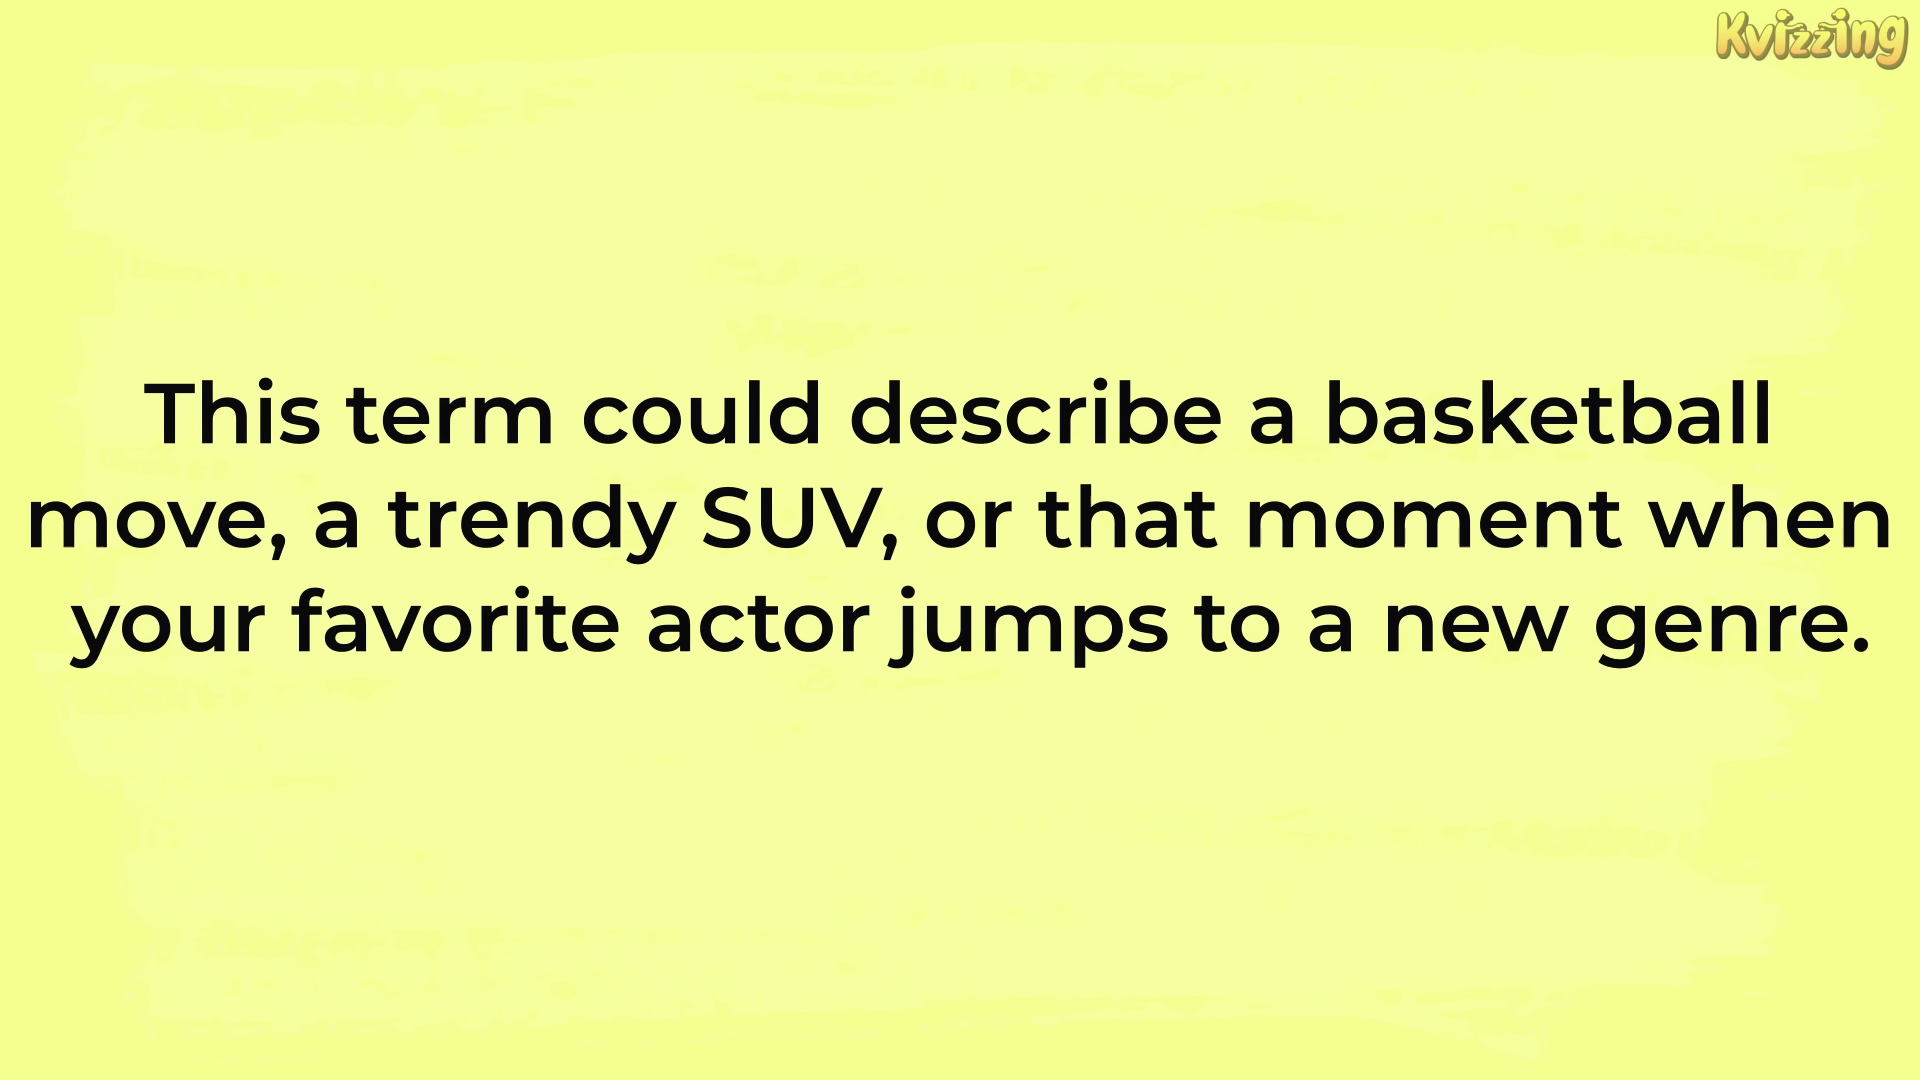 Kvizzing
This term could describe a basketball
move, a trendy SUV, or that moment when
your favorite actor jumps to a new genre.